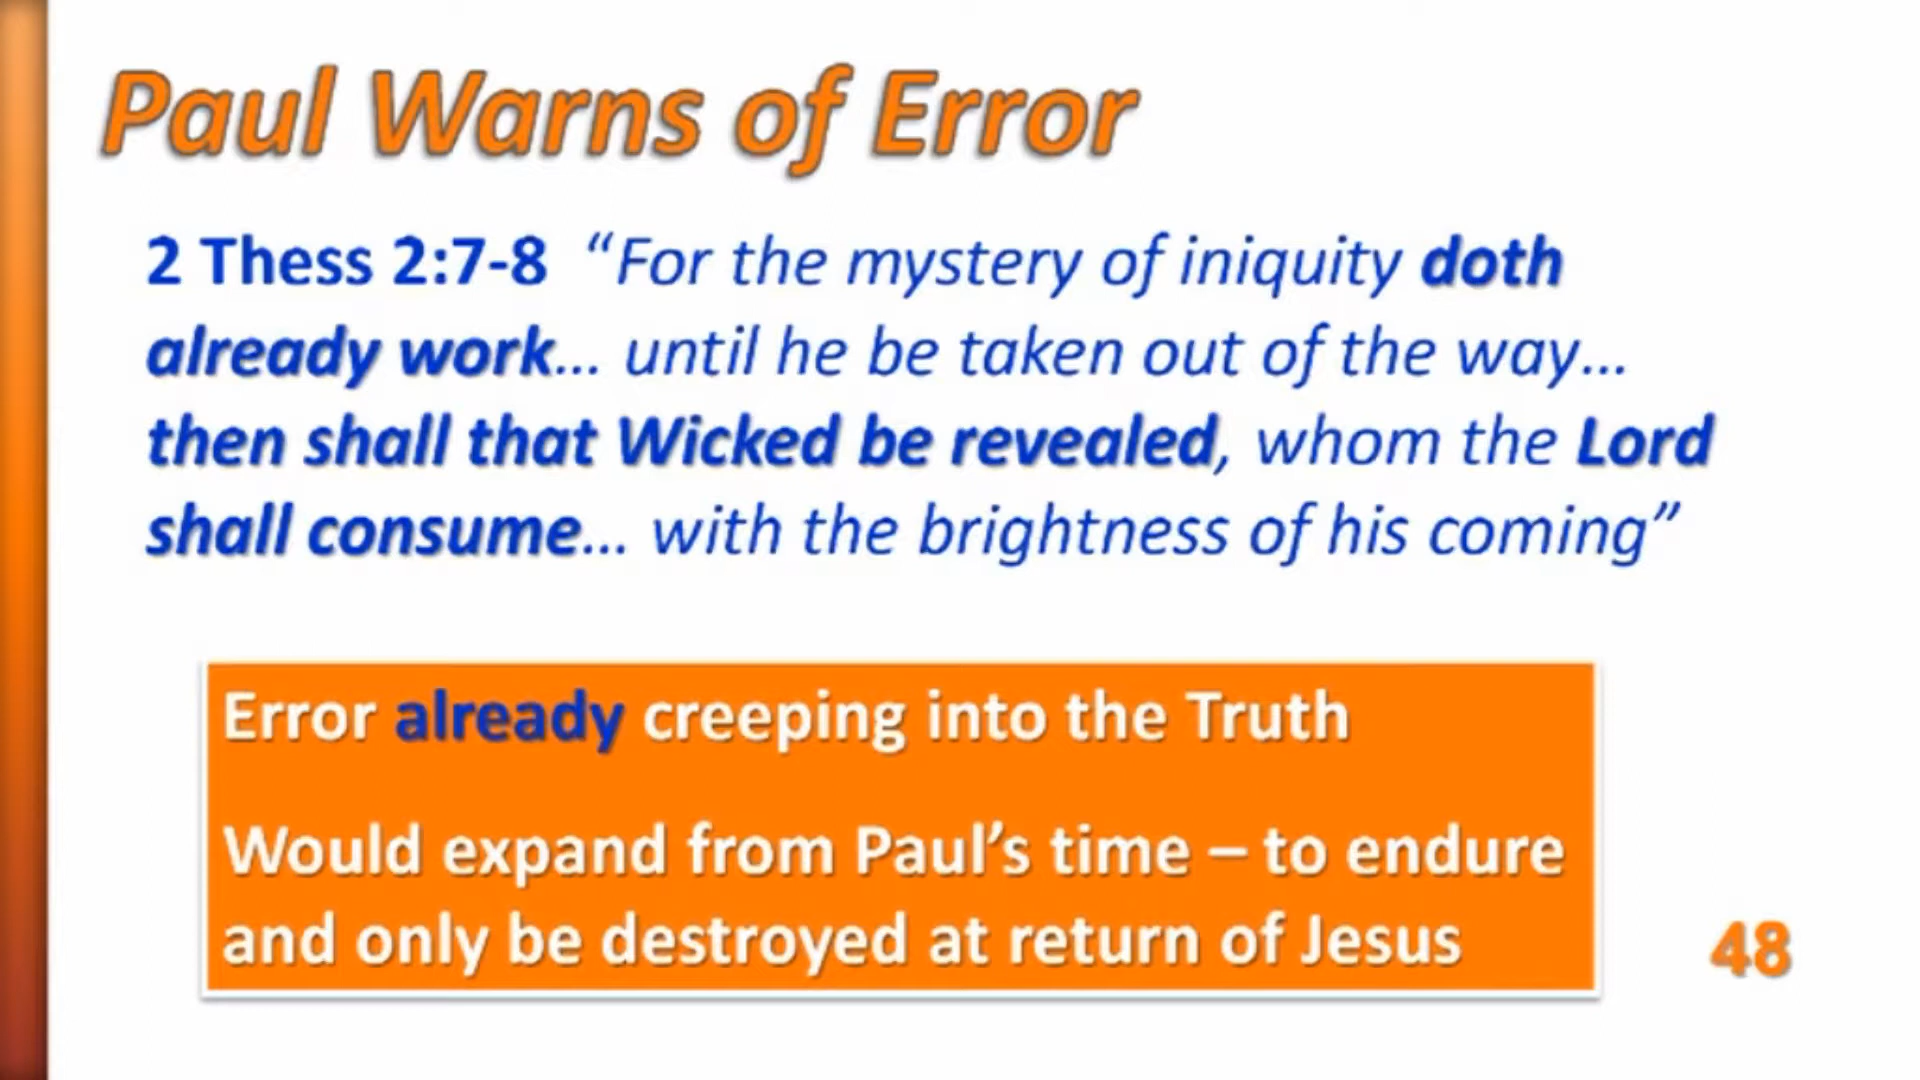 Paul Warns of Error
2 Thess 2:7-8 “For the mystery of iniquity doth
already work... until he be taken out of the way...
then shall that Wicked be revealed, whom the Lord
shall consume... with the brightness of his coming”
Error already creeping into the Truth
Would expand from Paul’s time – to endure
and only be destroyed at return of Jesus
48